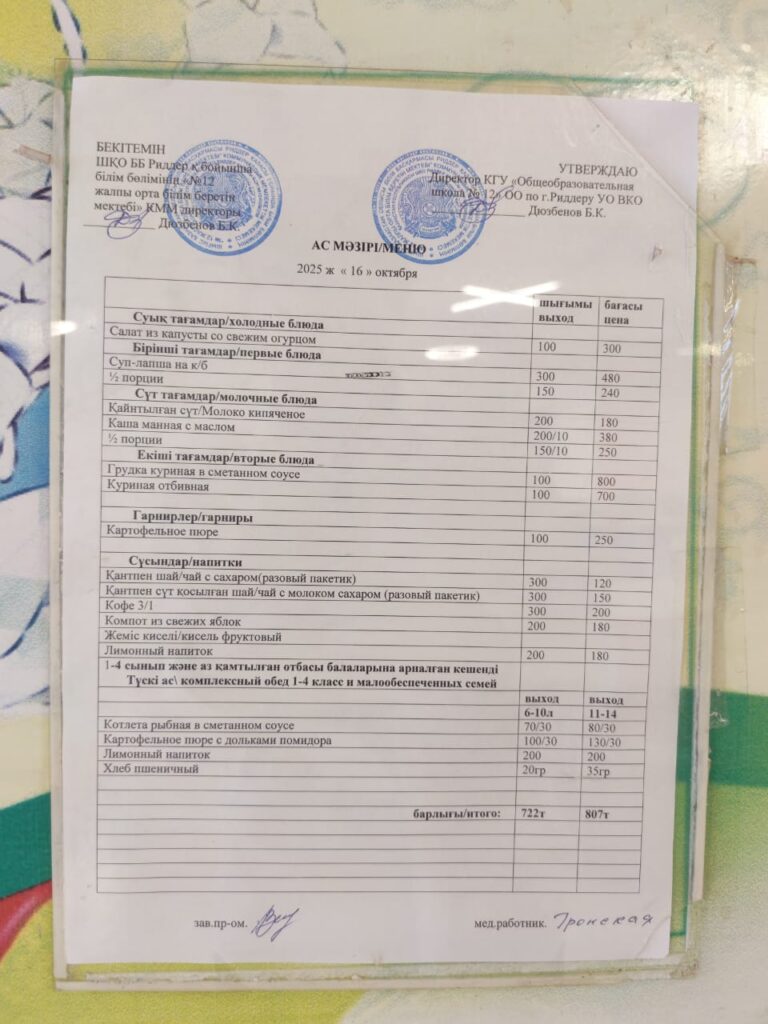 БЕКІТЕМІН
ШҚО ББ Риддер қ бойынша
білім бөлімінің «№12
жалпы орта білім беретін
мектебі» КММ директоры
Дюзбенов Б.К.
УТВЕРЖДАЮ
Директор КГУ «Общеобразовательная
школа № 12» ОО по г.Риддеру УО ВКО
Дюзбенов Б.К.
АС МӘЗІРІ/МЕНЮ
2025 ж « 16 » октября
шығымы выход бағасы цена
Суық тағамдар/холодные блюда
Салат из капусты со свежим огурцом 100 300
Бірінші тағамдар/первые блюда
Суп-лапша на к/б 300 480
½ порции 150 240
Сүт тағамдар/молочные блюда
Қайнтылған сүт/Молоко кипяченое 200 180
Каша манная с маслом 200/10 380
½ порции 150/10 250
Екіші тағамдар/вторые блюда
Грудка куриная в сметанном соусе 100 800
Куриная отбивная 100 700
Гарнирлер/гарниры
Картофельное пюре 100 250
Сусындар/напитки
Қантпен шай/чай с сахаром(разовый пакетик) 300 120
Қантпен сүт қосылған шай/чай с молоком сахаром (разовый пакетик) 300 150
Кофе 3/1 300 200
Компот из свежих яблок 200 180
Жеміс киселі/кисель фруктовый
Лимонный напиток 200 180
1-4 сынып және аз қамтылған отбасы балаларына арналған кешенді
Түскі ас\ комплексный обед 1-4 класс и малообеспеченных семей
выход выход
6-10л 11-14
Котлета рыбная в сметанном соусе 70/30 80/30
Картофельное пюре с дольками помидора 100/30 130/30
Лимонный напиток 200 200
Хлеб пшеничный 20гр 35гр
барлығы/итого: 722т 807т
зав.пр-ом.
мед.работник. Тронская